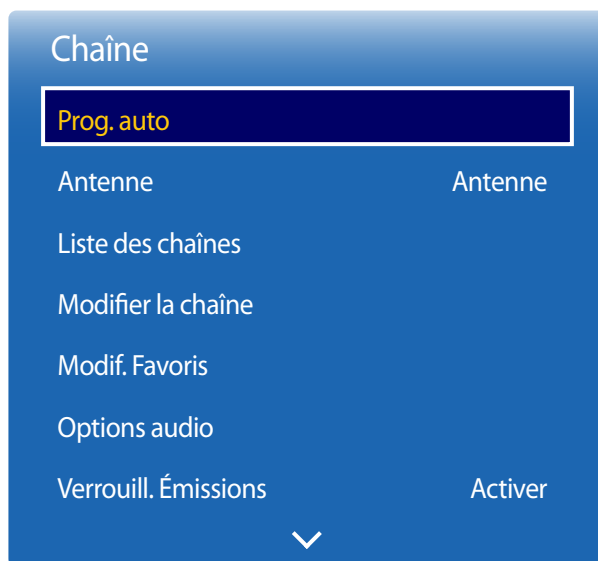 Chaîne
Prog. auto
Antenne Antenne
Liste des chaînes
Modifier la chaîne
Modif. Favoris
Options audio
Verrouill. Émissions Activer